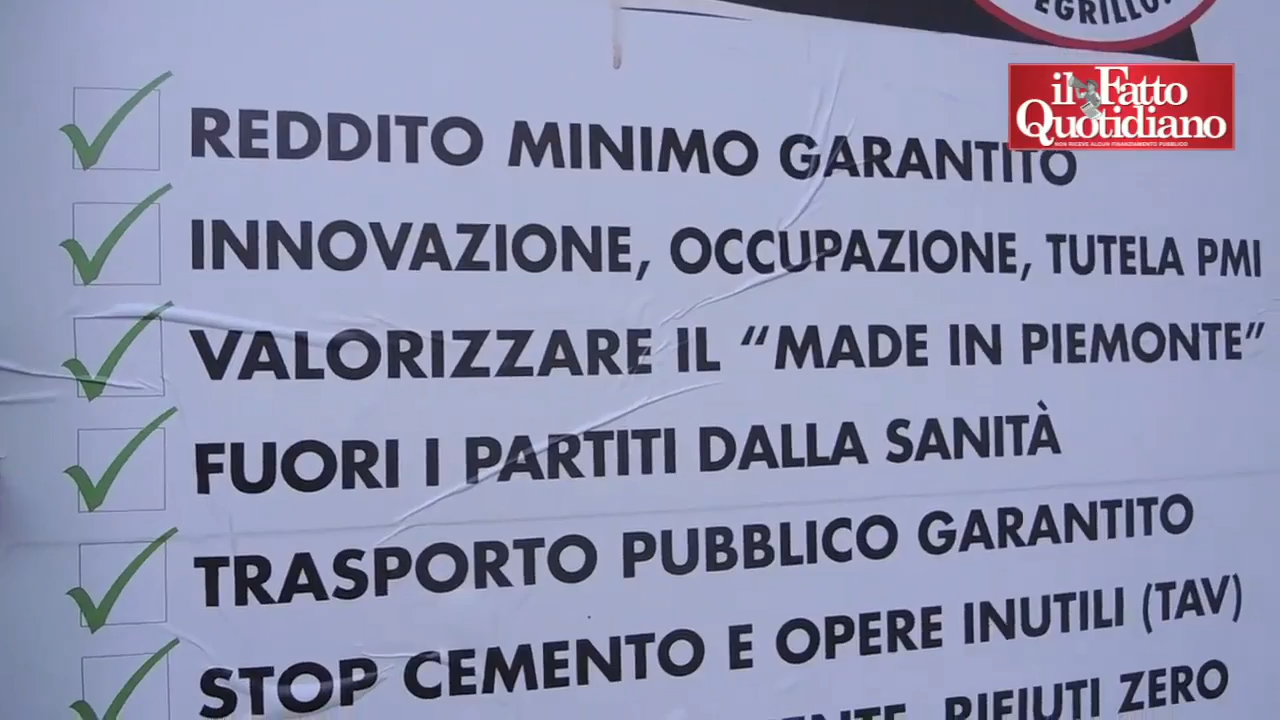 EGRILLO.
il Fatto
Quotidiano
NON RICEVE ALCUN FINANZIAMENTO PUBBLICO
REDDITO MINIMO GARANTITO
INNOVAZIONE, OCCUPAZIONE, TUTELA PMI
VALORIZZARE IL “MADE IN PIEMONTE”
FUORI I PARTITI DALLA SANITÀ
TRASPORTO PUBBLICO GARANTITO
STOP CEMENTO E OPERE INUTILI (TAV)
RIFIUTI ZERO